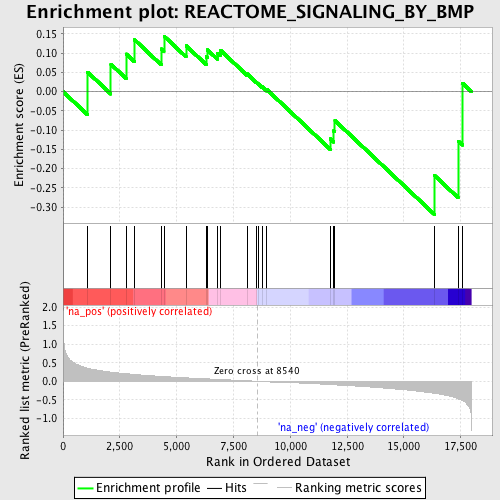 Enrichment plot: REACTOME_SIGNALING_BY_BMP
Enrichment score (ES)
0.15
0.10
0.05
0.00
-0.05
-0.10
-0.15
-0.20
-0.25
-0.30
'na_pos' (positively correlated)
Ranked list metric (PreRanked)
2.0
1.5
1.0
0.5
0.0
-0.5
-1.0
Zero cross at 8540
'na_neg' (negatively correlated)
0 2,500 5,000 7,500 10,000 12,500 15,000 17,500
Rank in Ordered Dataset
Enrichment profile Hits Ranking metric scores